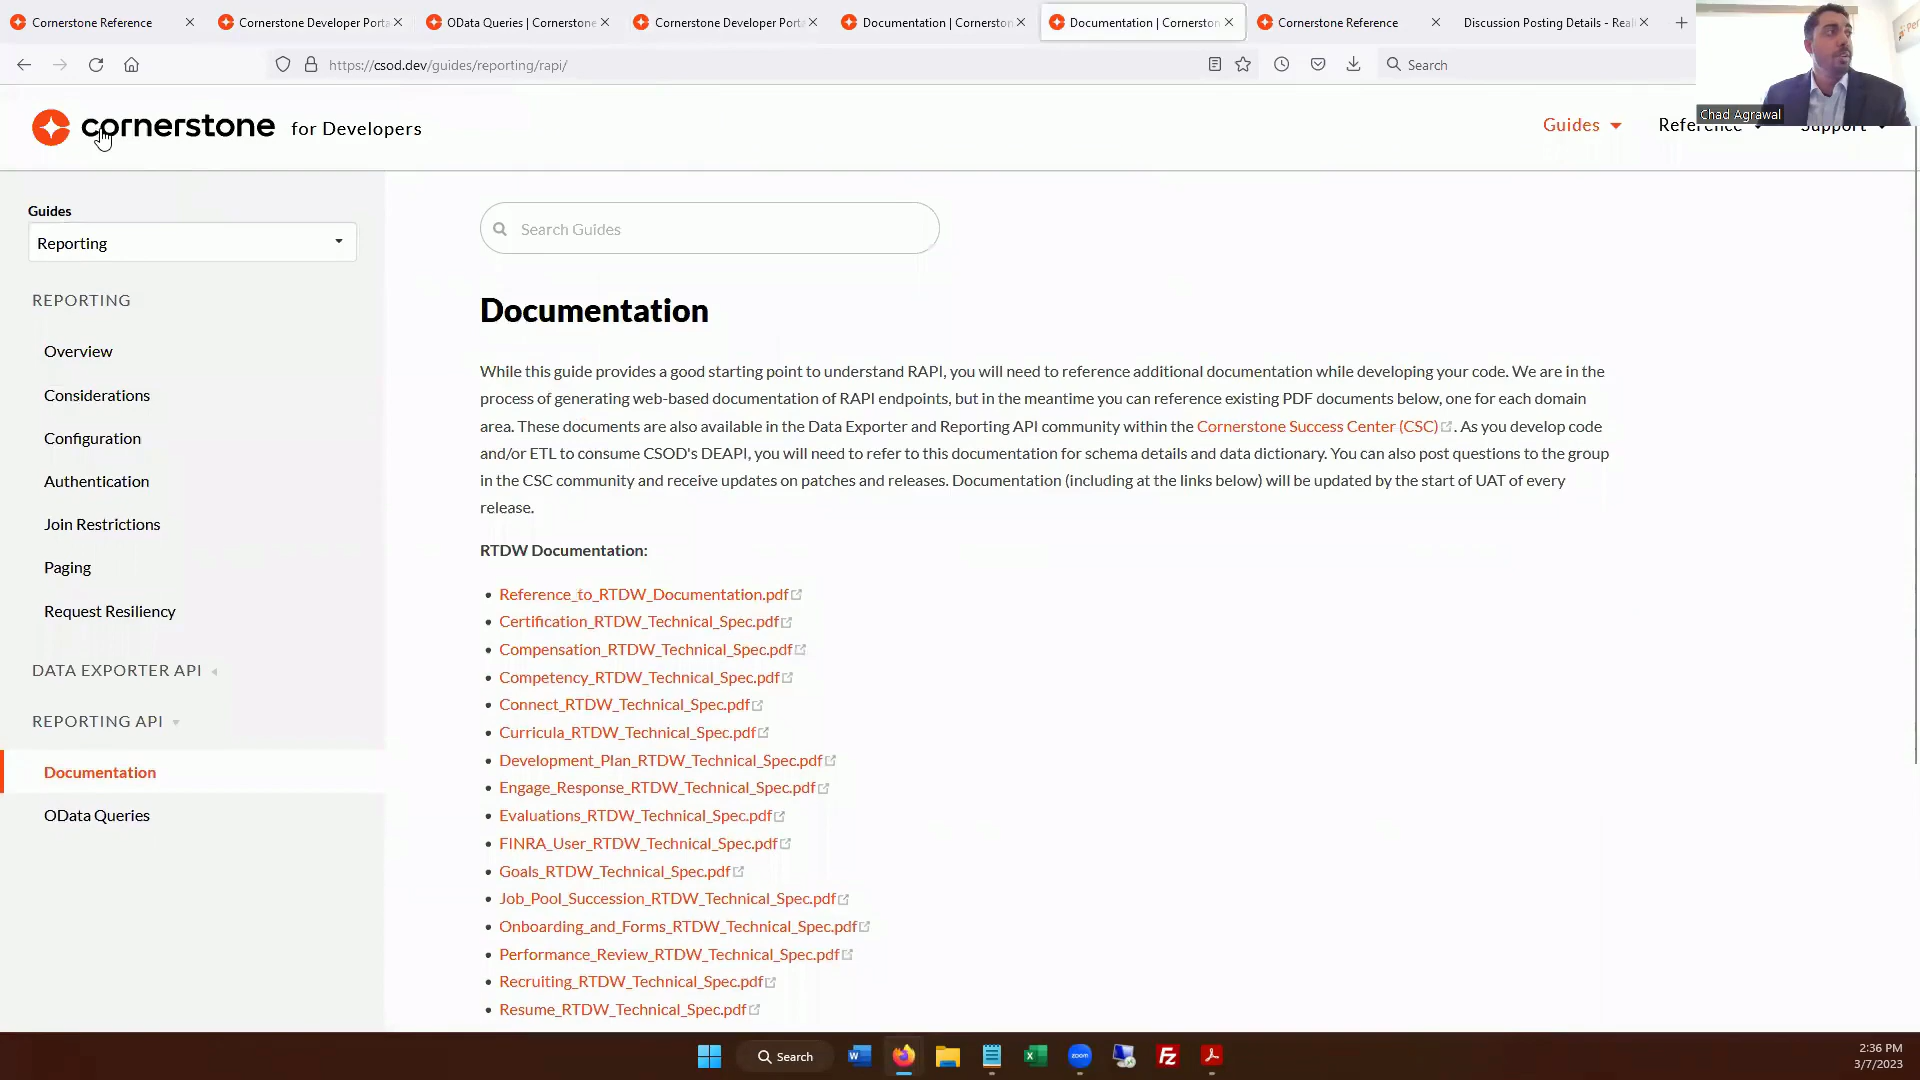 Cornerstone Reference
Cornerstone Developer Porta
OData Queries | Cornerstone
Cornerstone Developer Porta
Documentation | Cornerston
Documentation | Cornerston
Cornerstone Reference
Discussion Posting Details - Real
https://csod.dev/guides/reporting/rapi/
Search
Chad Agrawal
cornerstone for Developers
Guides
Reference
Support
Guides
Reporting
REPORTING
Overview
Considerations
Configuration
Authentication
Join Restrictions
Paging
Request Resiliency
DATA EXPORTER API
REPORTING API
Documentation
OData Queries
Search Guides
Documentation
While this guide provides a good starting point to understand RAPI, you will need to reference additional documentation while developing your code. We are in the
process of generating web-based documentation of RAPI endpoints, but in the meantime you can reference existing PDF documents below, one for each domain
area. These documents are also available in the Data Exporter and Reporting API community within the Cornerstone Success Center (CSC). As you develop code
and/or ETL to consume CSOD's DEAPI, you will need to refer to this documentation for schema details and data dictionary. You can also post questions to the group
in the CSC community and receive updates on patches and releases. Documentation (including at the links below) will be updated by the start of UAT of every
release.
RTDW Documentation:
• Reference_to_RTDW_Documentation.pdf
• Certification_RTDW_Technical_Spec.pdf
• Compensation_RTDW_Technical_Spec.pdf
• Competency_RTDW_Technical_Spec.pdf
• Connect_RTDW_Technical_Spec.pdf
• Curricula_RTDW_Technical_Spec.pdf
• Development_Plan_RTDW_Technical_Spec.pdf
• Engage_Response_RTDW_Technical_Spec.pdf
• Evaluations_RTDW_Technical_Spec.pdf
• FINRA_User_RTDW_Technical_Spec.pdf
• Goals_RTDW_Technical_Spec.pdf
• Job_Pool_Succession_RTDW_Technical_Spec.pdf
• Onboarding_and_Forms_RTDW_Technical_Spec.pdf
• Performance_Review_RTDW_Technical_Spec.pdf
• Recruiting_RTDW_Technical_Spec.pdf
• Resume_RTDW_Technical_Spec.pdf
Search
zoom
2:36 PM
3/7/2023